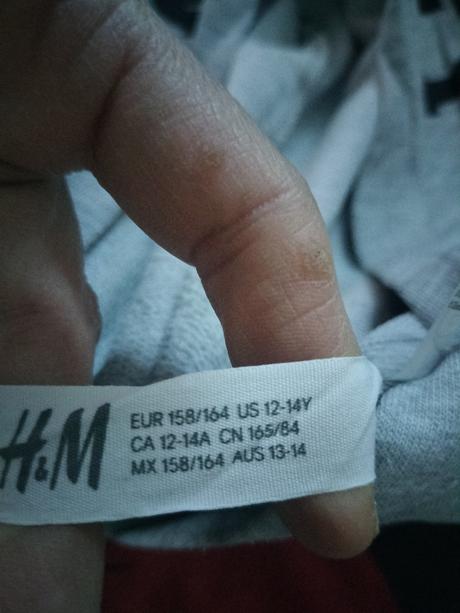 H&M
EUR 158/164 US 12-14Y
CA 12-14A CN 165/84
MX 158/164 AUS 13-14